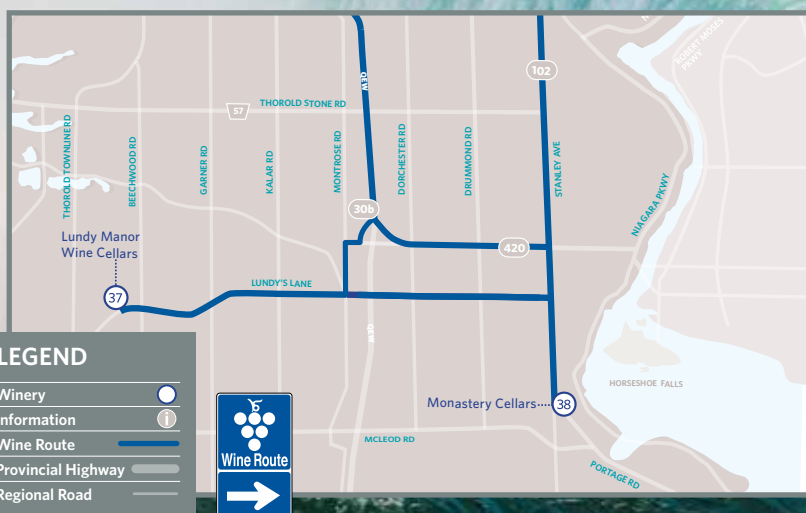 ROBERT MOSES
PKWY
QEW
102
57
THOROLD STONE RD
THOROLD TOWNLINE RD
BEECHWOOD RD
GARNER RD
KALAR RD
MONTROSE RD
DORCHESTER RD
DRUMMOND RD
STANLEY AVE
NIAGARA PKWY
30b
420
Lundy Manor
Wine Cellars
37
LUNDY'S LANE
QEW
HORSESHOE FALLS
Monastery Cellars
38
MCLEOD RD
PORTAGE RD
LEGEND
Winery
Information
i
Wine Route
Provincial Highway
Regional Road
Wine Route